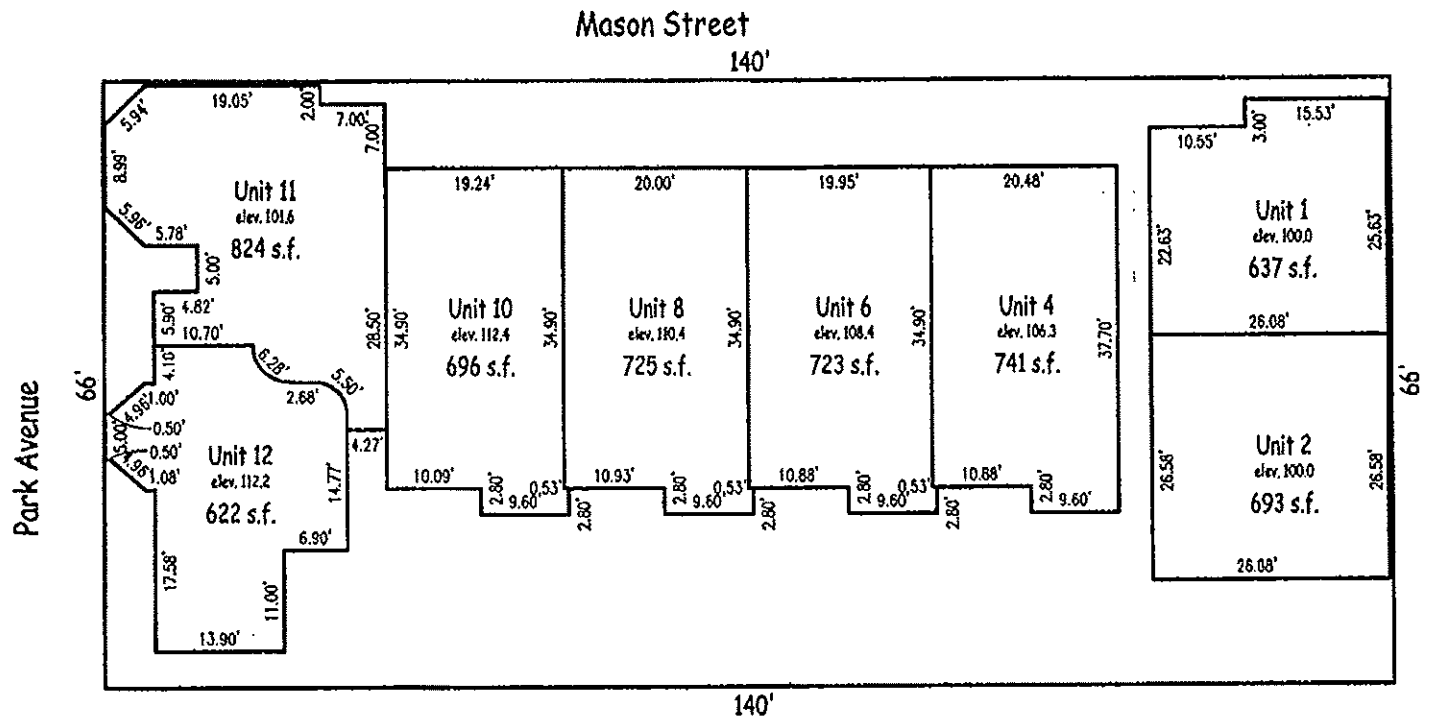 Mason Street
140'
19.05'
2.00'
7.00'
7.00'
5.94'
8.99'
5.96'
5.78'
5.00'
4.82'
5.90'
10.70'
Unit 11
elev. 101.6
824 s.f.
28.50'
6.28'
2.68'
5.50'
4.27'
4.10'
1.00'
4.96'
0.50'
5.00'
0.50'
4.96'
1.08'
Unit 12
elev. 112.2
622 s.f.
14.77'
6.90'
17.58'
11.00'
13.90'
19.24'
34.90'
Unit 10
elev. 112.4
696 s.f.
34.90'
10.09'
2.80'
9.60'
0.53'
2.80'
20.00'
Unit 8
elev. 110.4
725 s.f.
34.90'
10.93'
2.80'
9.60'
0.53'
2.80'
19.95'
Unit 6
elev. 108.4
723 s.f.
34.90'
10.88'
2.80'
9.60'
0.53'
2.80'
20.48'
Unit 4
elev. 106.3
741 s.f.
37.70'
10.88'
2.80'
9.60'
15.53'
3.00'
10.55'
22.63'
Unit 1
elev. 100.0
637 s.f.
25.63'
26.08'
26.58'
Unit 2
elev. 100.0
693 s.f.
26.58'
26.08'
66'
Park Avenue
66'
140'